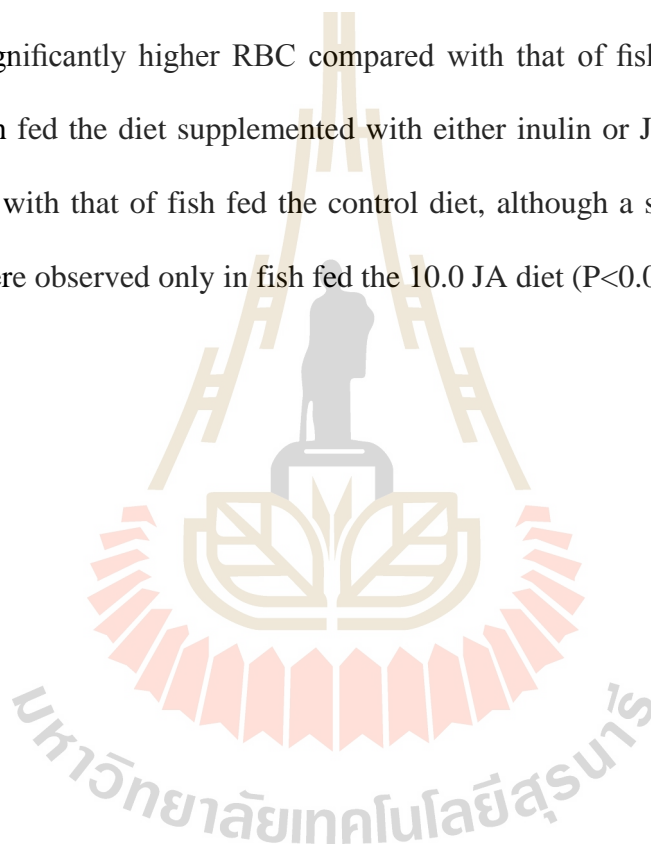 gnificantly higher RBC compared with that of fish
fed the diet supplemented with either inulin or J
with that of fish fed the control diet, although a s
re observed only in fish fed the 10.0 JA diet (P<0.0
มหาวิทยาลัยเทคโนโลยีสุรนารี